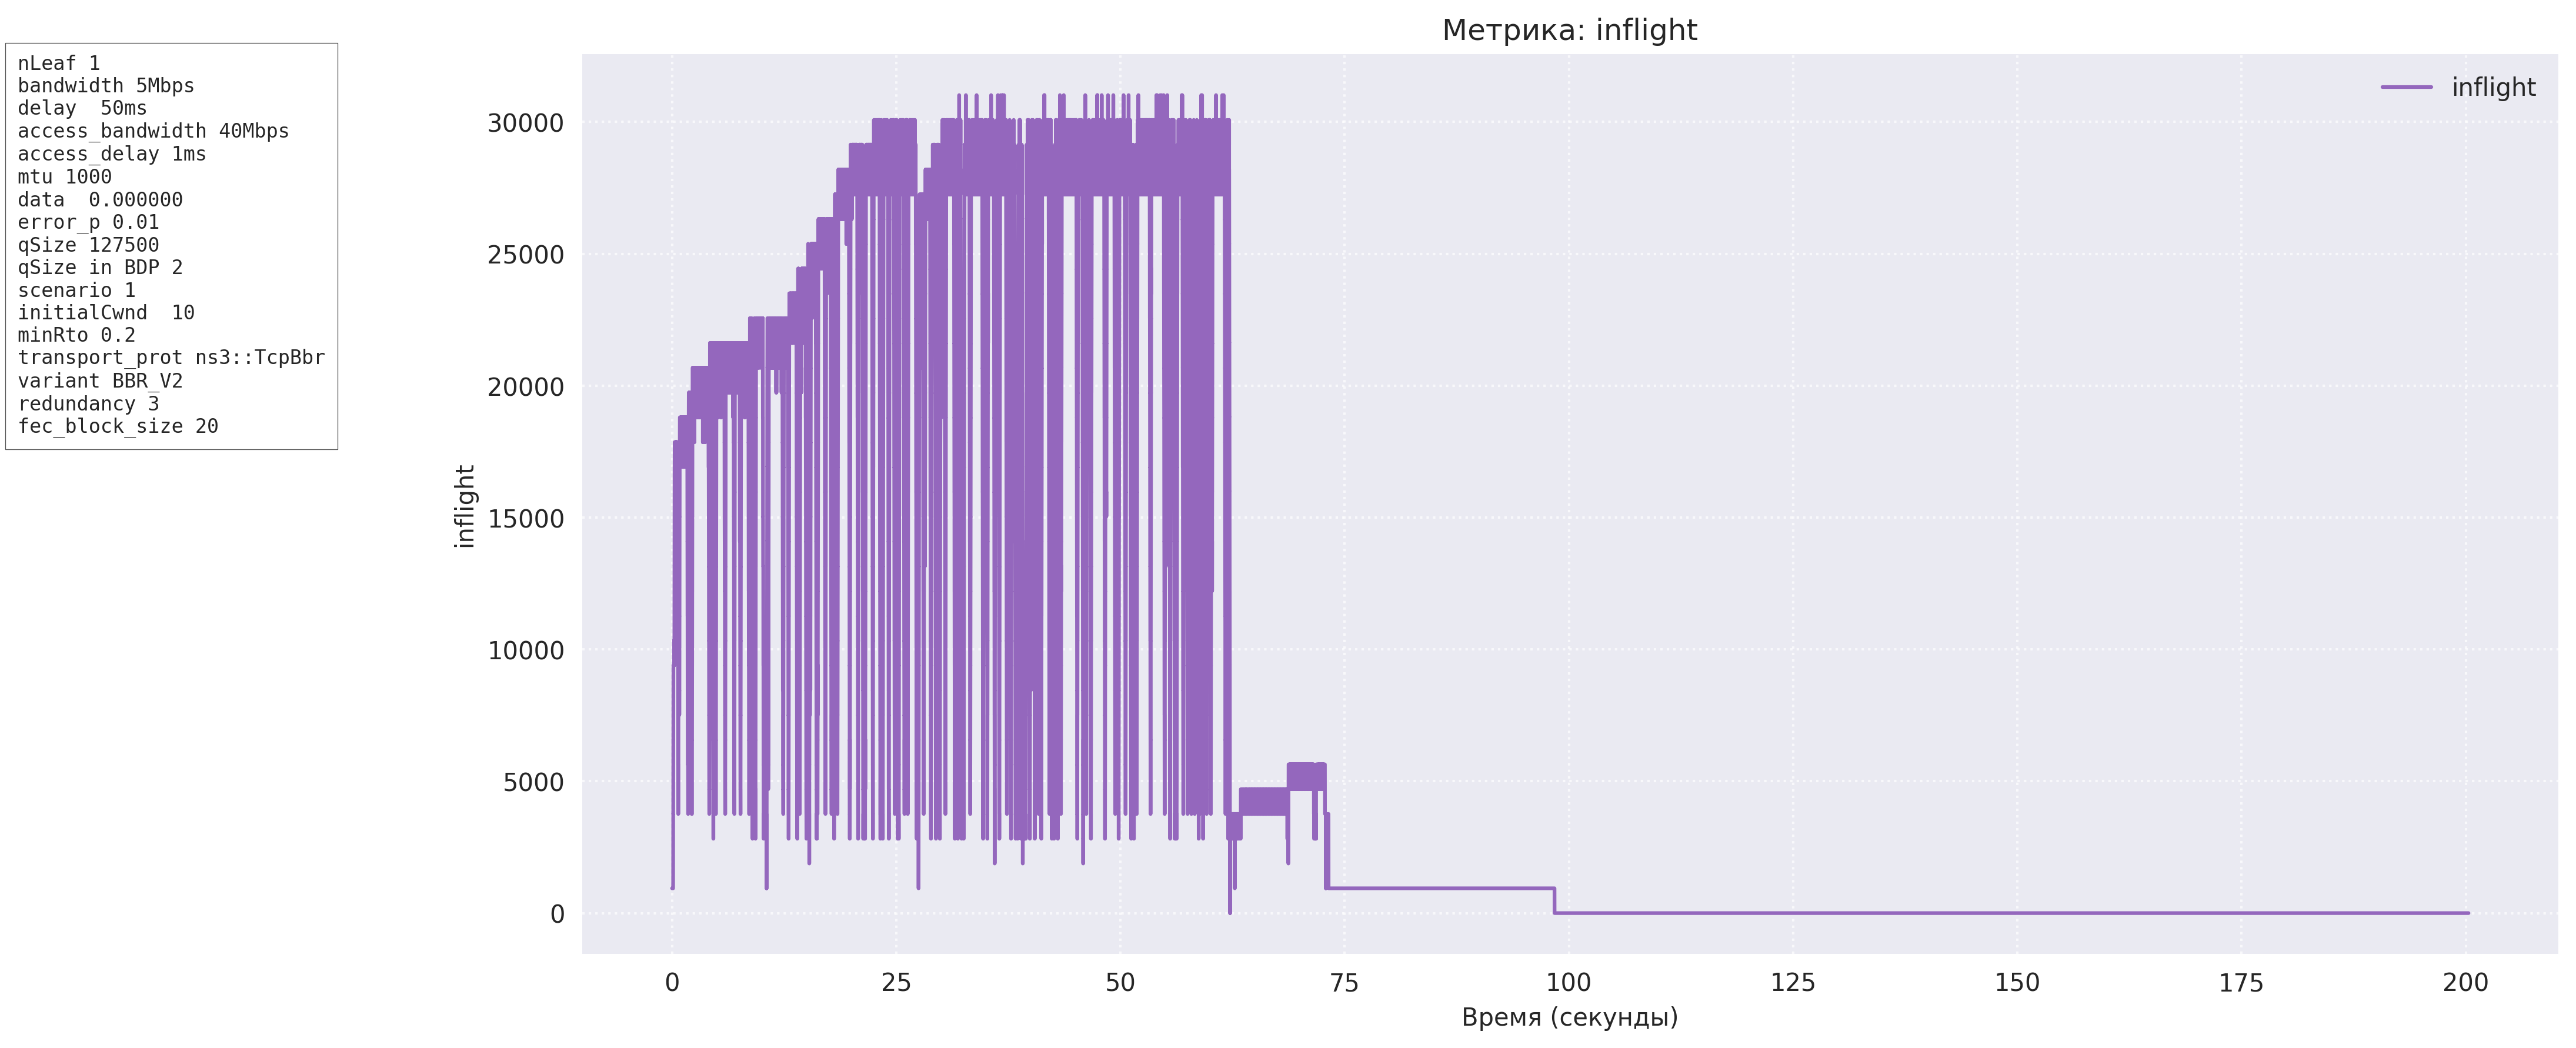 Метрика: inflight
nLeaf 1
bandwidth 5Mbps
delay  50ms
access_bandwidth 40Mbps
access_delay 1ms
mtu 1000
data  0.000000
error_p 0.01
qSize 127500
qSize in BDP 2
scenario 1
initialCwnd  10
minRto 0.2
transport_prot ns3::TcpBbr
variant BBR_V2
redundancy 3
fec_block_size 20
inflight
30000
25000
20000
15000
10000
5000
0
inflight
0 25 50 75 100 125 150 175 200
Время (секунды)